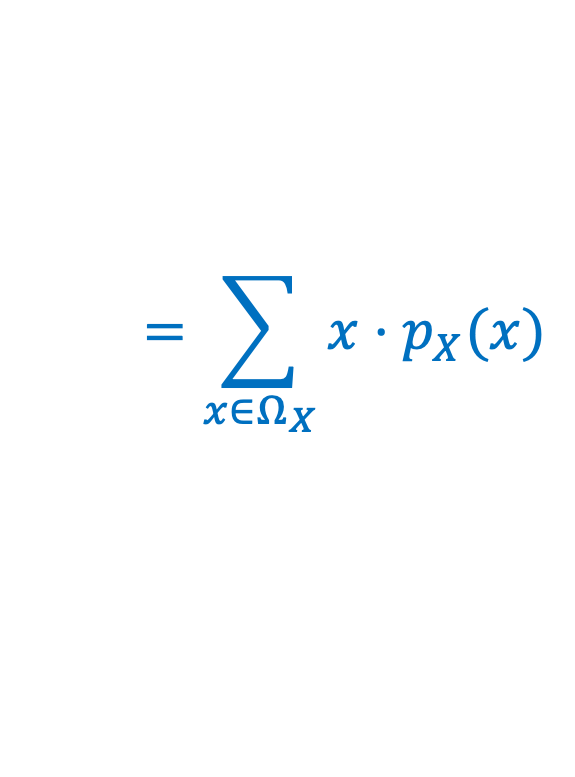 = ∑ x · p_X(x)
x∈Ω_X